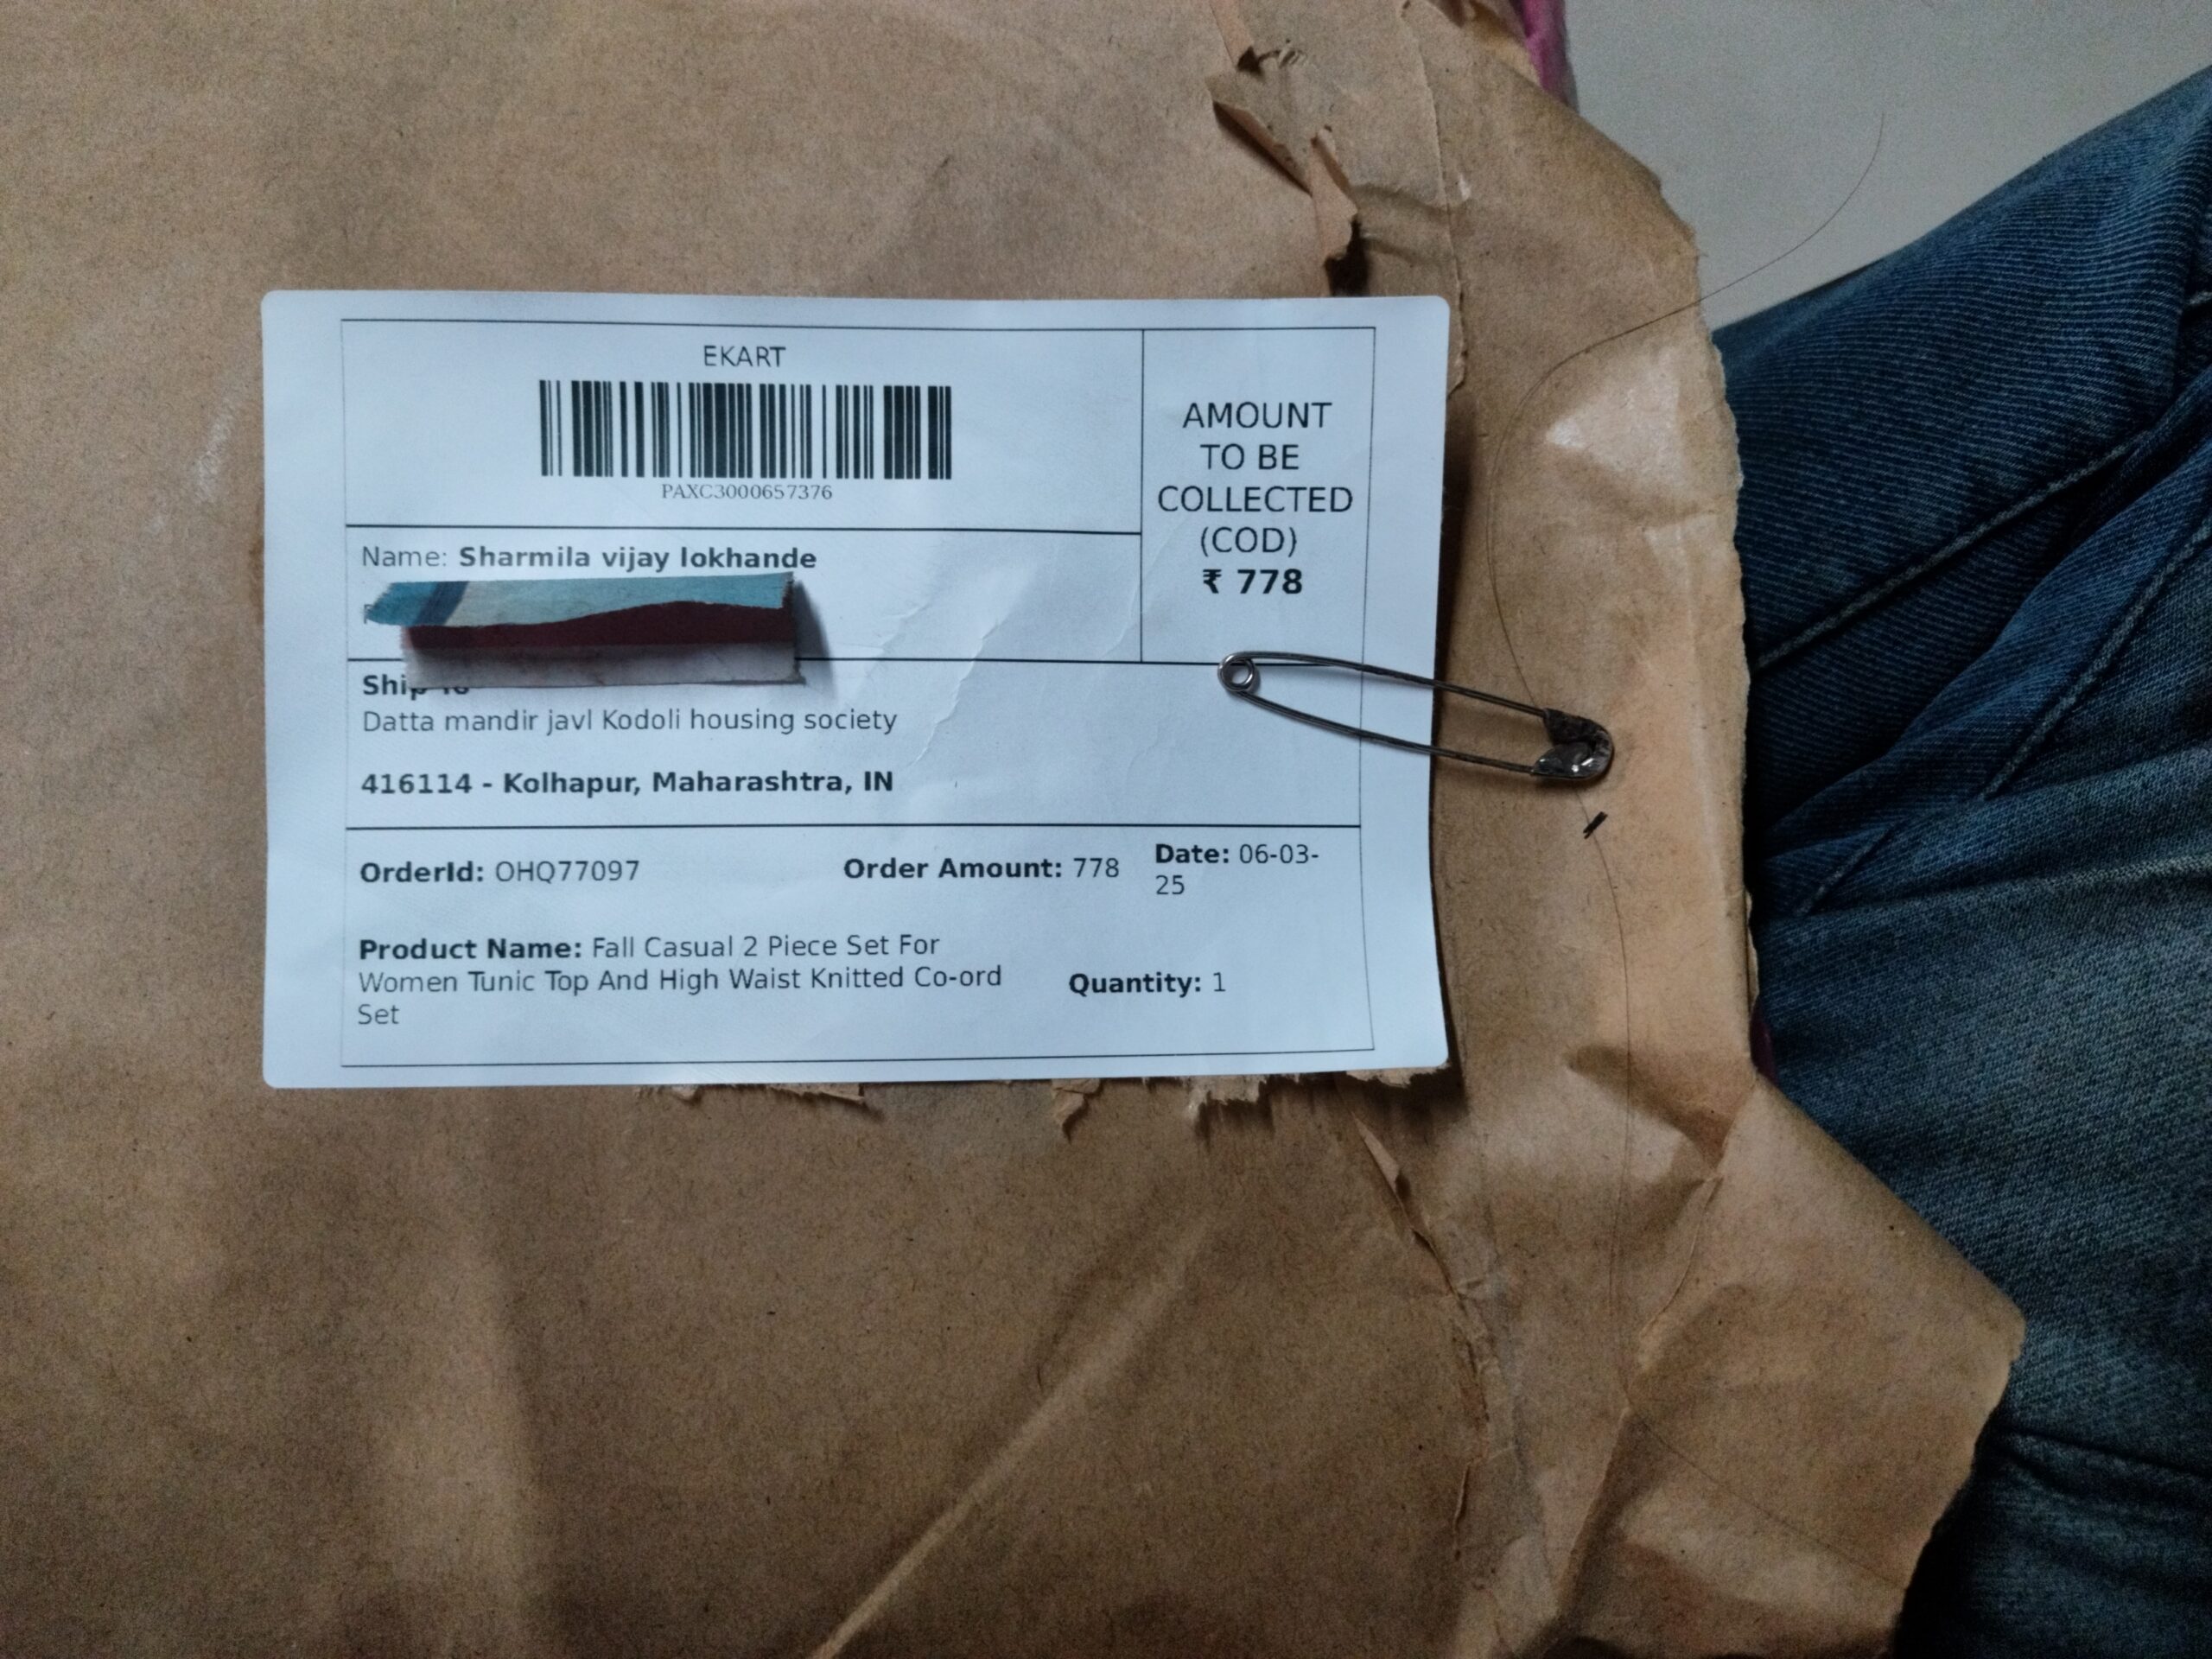 EKART
PAXC3000657376
AMOUNT
TO BE
COLLECTED
(COD)
₹ 778
Name: Sharmila vijay lokhande
Ship
Datta mandir javl Kodoli housing society
416114 - Kolhapur, Maharashtra, IN
OrderId: OHQ77097 Order Amount: 778 Date: 06-03-
25
Product Name: Fall Casual 2 Piece Set For
Women Tunic Top And High Waist Knitted Co-ord
Set
Quantity: 1